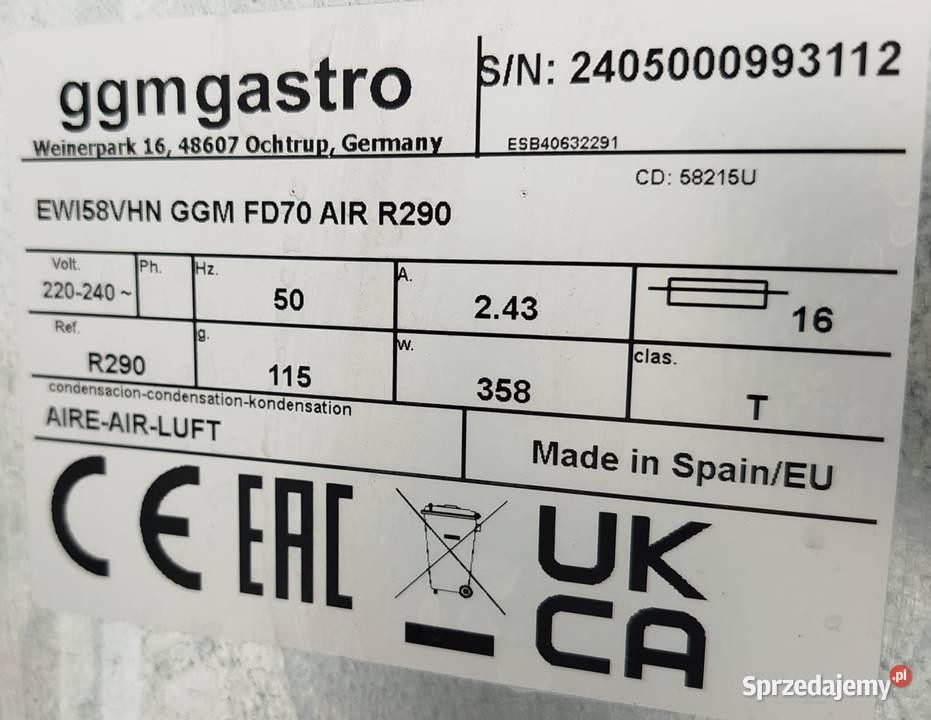 ggmgastro
Weinerpark 16, 48607 Ochtrup, Germany
S/N: 2405000993112
ESB40632291
CD: 58215U
EWI58VHN GGM FD70 AIR R290
Volt.
220-240 ~
Ph.
Hz.
50
A.
2.43
16
Ref.
R290
g.
115
W.
358
clas.
T
condensacion-condensation-kondensation
AIRE-AIR-LUFT
Made in Spain/EU
CE
EAC
UK
CA
Sprzedajemy.pl